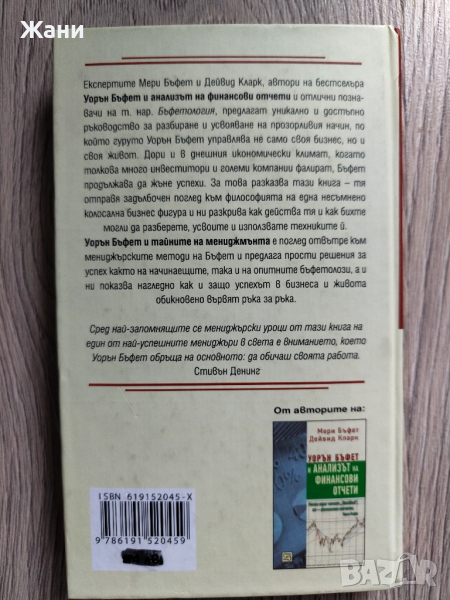 Жани
Експертите Мери Бъфет и Дейвид Кларк, автори на бестселъра
Уорън Бъфет и анализът на финансови отчети и отлични позна-
вачи на т. нар. Бъфетология, предлагат уникално и достъпно
ръководство за разбиране и усвояване на прозорливия начин, по
който гуруто Уорън Бъфет управлява не само своя бизнес, но и
своя живот. Дори и в днешния икономически климат, когато
толкова много инвеститори и големи компании фалират, Бъфет
продължава да жъне успехи. За това разказва тази книга – тя
отправя задълбочен поглед към философията на една несъмнено
колосална бизнес фигура и ни разкрива как действа тя и как бихте
могли да разберете, усвоите и използвате техниките ѝ.
Уорън Бъфет и тайните на мениджмънта е поглед отвътре към
мениджърските методи на Бъфет и предлага прости решения за
успех както на начинаещите, така и на опитните бъфетолози, а и
ни показва нагледно как и защо успехът в бизнеса и живота
обикновено вървят ръка за ръка.
Сред най-запомнящите се мениджърски уроци от тази книга на
един от най-успешните мениджъри в света е вниманието, което
Уорън Бъфет обръща на основното: да обичаш своята работа.
Стивън Денинг
От авторите на:
Мери Бъфет
Дейвид Кларк
УОРЪН БЪФЕТ
и АНАЛИЗЪТ на
ФИНАНСОВИ
ОТЧЕТИ
ISBN 619152045-X
9 786191 520459
BAZAR